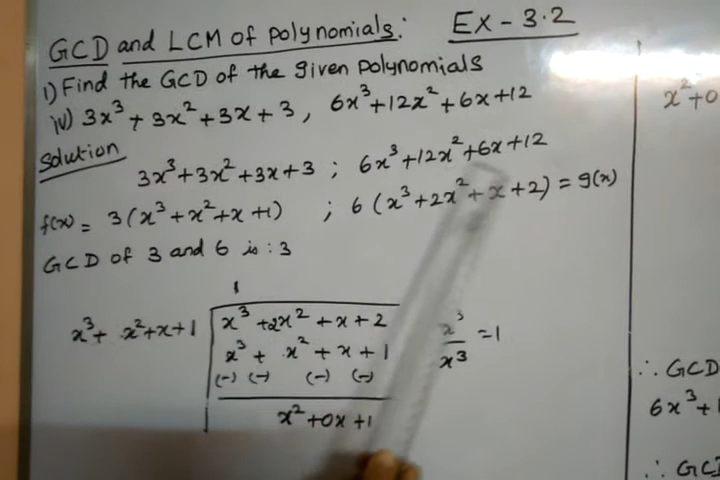 GCD and LCM of polynomials: Ex - 3.2
1) Find the GCD of the given polynomials
iv) 3x³ + 3x² + 3x + 3, 6x³ + 12x² + 6x + 12
Solution
3x³ + 3x² + 3x + 3 ; 6x³ + 12x² + 6x + 12
f(x) = 3(x³ + x² + x + 1) ; 6(x³ + 2x² + x + 2) = g(x)
GCD of 3 and 6 is : 3
1
x³ + x² + x + 1 x³ + 2x² + x + 2
x³ + x² + x + 1
(-) (-) (-) (-)
x² + 0x + 1
x³/x³ = 1
x² + 0
∴ GCD
6x³ +
∴ GC